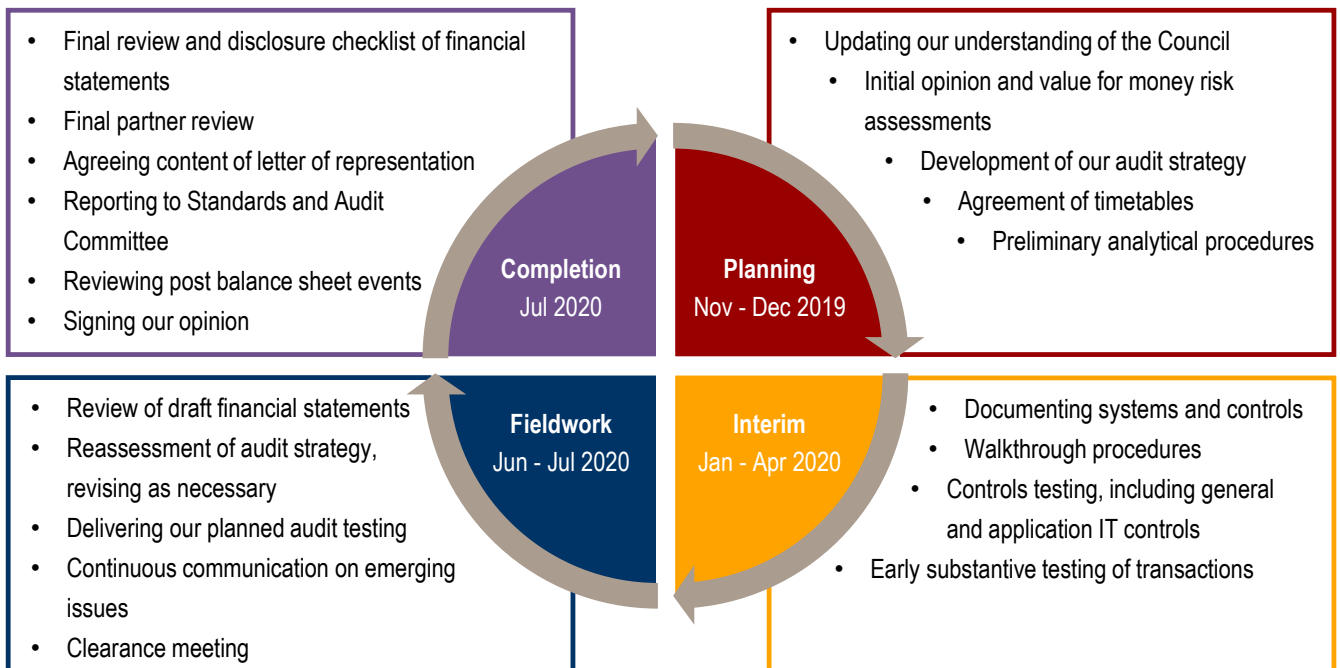 • Final review and disclosure checklist of financial
statements
• Final partner review
• Agreeing content of letter of representation
• Reporting to Standards and Audit
Committee
• Reviewing post balance sheet events
• Signing our opinion
Completion
Jul 2020
• Updating our understanding of the Council
• Initial opinion and value for money risk
assessments
• Development of our audit strategy
• Agreement of timetables
• Preliminary analytical procedures
Planning
Nov - Dec 2019
• Review of draft financial statements
• Reassessment of audit strategy,
revising as necessary
• Delivering our planned audit testing
• Continuous communication on emerging
issues
• Clearance meeting
Fieldwork
Jun - Jul 2020
Interim
Jan - Apr 2020
• Documenting systems and controls
• Walkthrough procedures
• Controls testing, including general
and application IT controls
• Early substantive testing of transactions